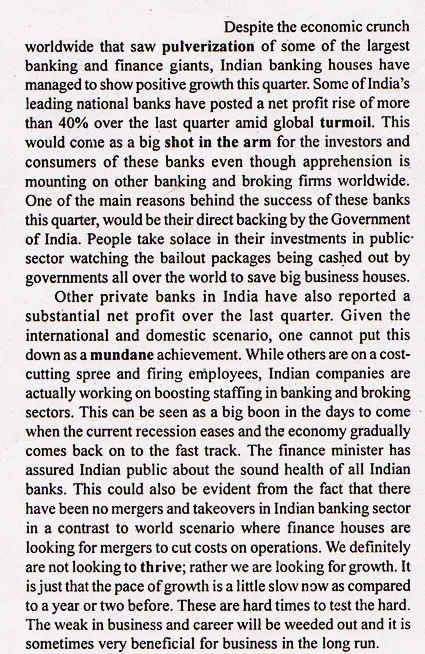 Despite the economic crunch
worldwide that saw pulverization of some of the largest
banking and finance giants, Indian banking houses have
managed to show positive growth this quarter. Some of India's
leading national banks have posted a net profit rise of more
than 40% over the last quarter amid global turmoil. This
would come as a big shot in the arm for the investors and
consumers of these banks even though apprehension is
mounting on other banking and broking firms worldwide.
One of the main reasons behind the success of these banks
this quarter, would be their direct backing by the Government
of India. People take solace in their investments in public-
sector watching the bailout packages being cashed out by
governments all over the world to save big business houses.
Other private banks in India have also reported a
substantial net profit over the last quarter. Given the
international and domestic scenario, one cannot put this
down as a mundane achievement. While others are on a cost-
cutting spree and firing employees, Indian companies are
actually working on boosting staffing in banking and broking
sectors. This can be seen as a big boon in the days to come
when the current recession eases and the economy gradually
comes back on to the fast track. The finance minister has
assured Indian public about the sound health of all Indian
banks. This could also be evident from the fact that there
have been no mergers and takeovers in Indian banking sector
in a contrast to world scenario where finance houses are
looking for mergers to cut costs on operations. We definitely
are not looking to thrive; rather we are looking for growth. It
is just that the pace of growth is a little slow now as compared
to a year or two before. These are hard times to test the hard.
The weak in business and career will be weeded out and it is
sometimes very beneficial for business in the long run.